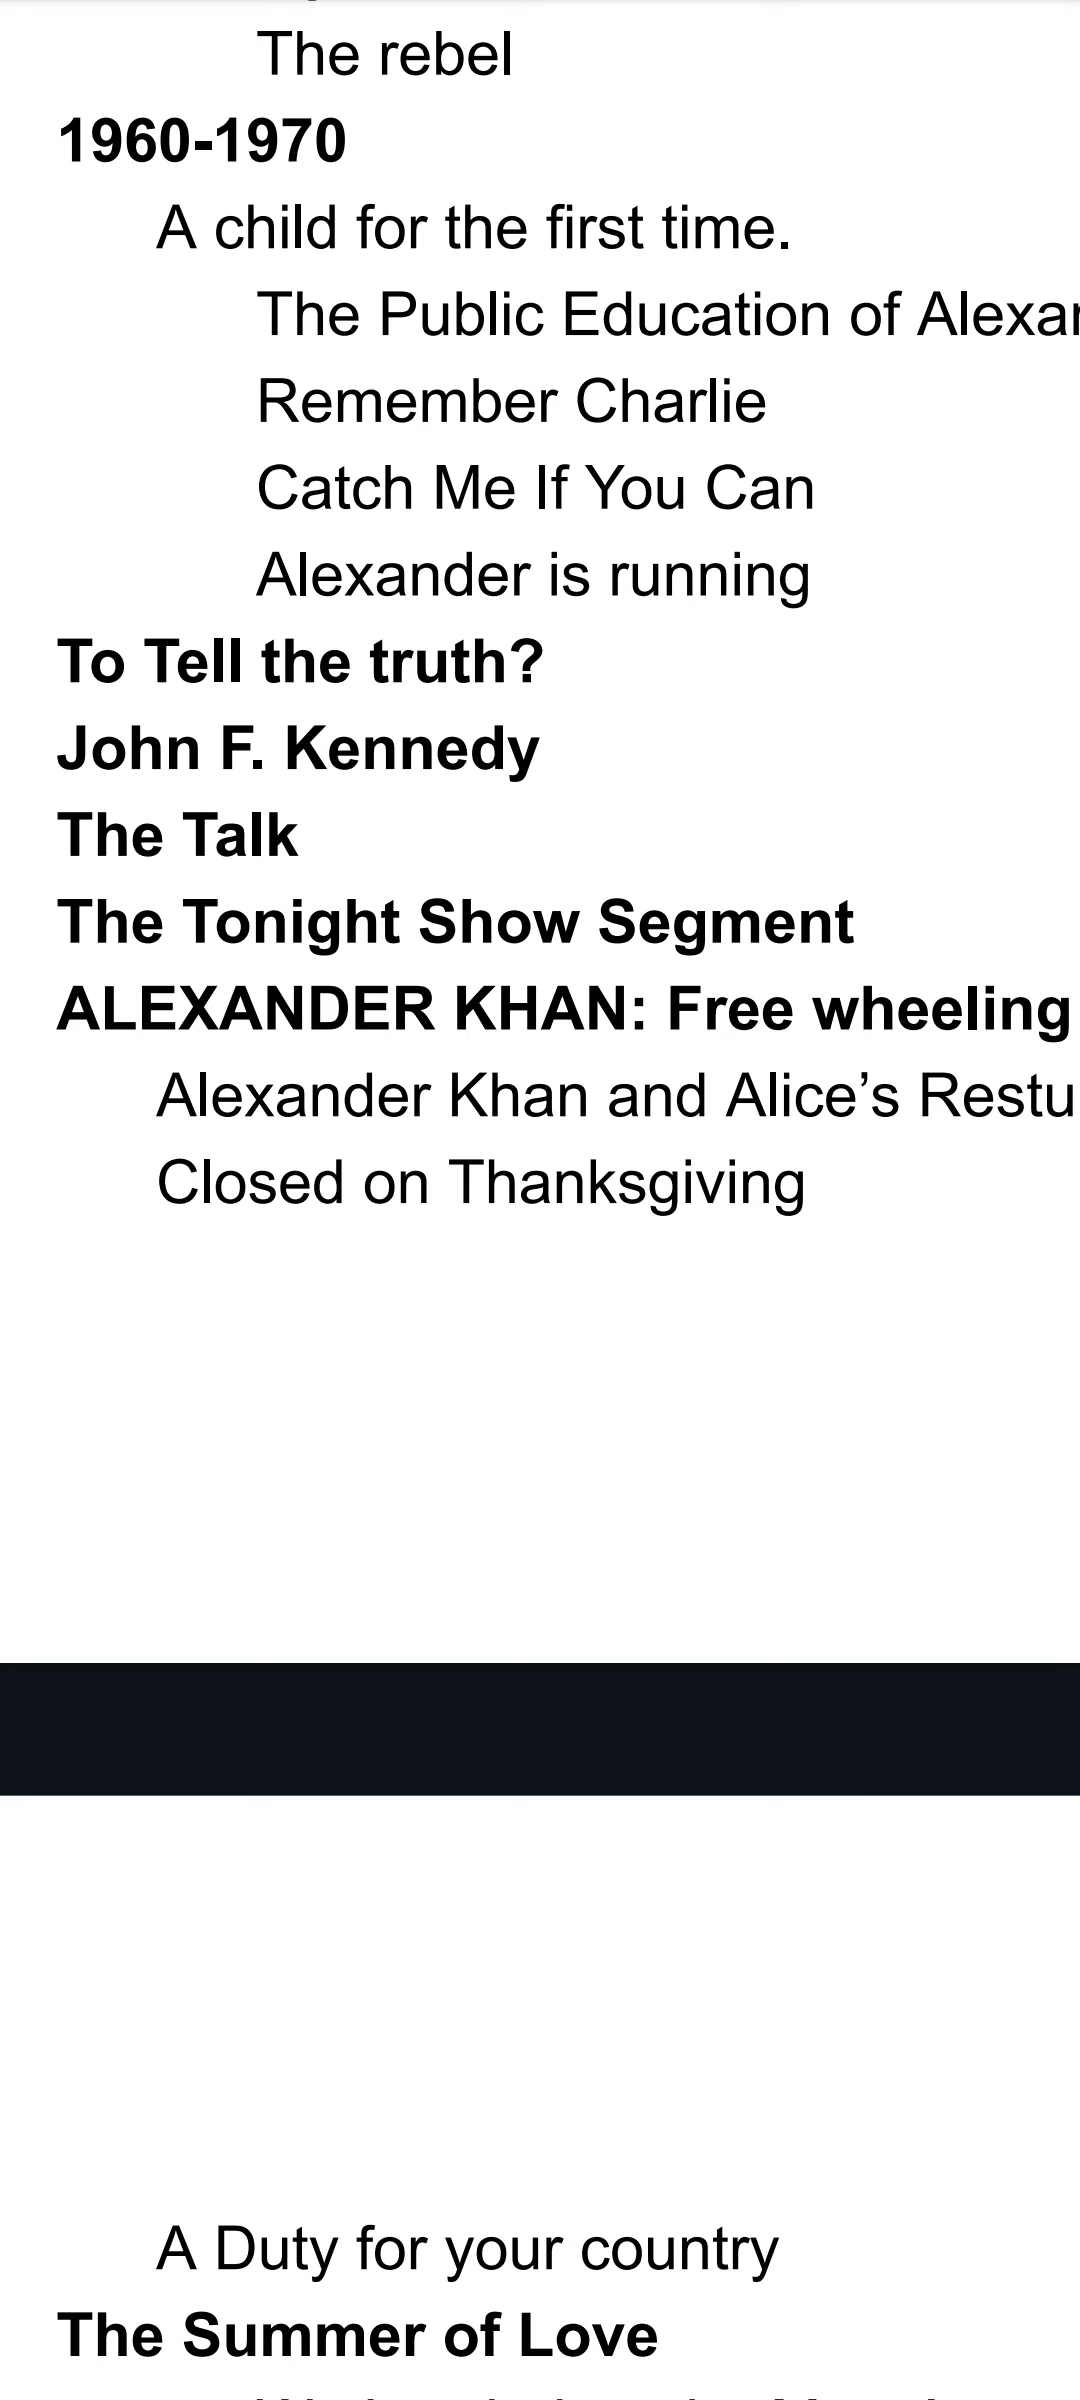 The rebel
1960-1970
A child for the first time.
The Public Education of
Remember Charlie
Catch Me If You Can
Alexander is running
To Tell the truth?
John F. Kennedy
The Talk
The Tonight Show Segment
ALEXANDER KHAN: Free wheeling
Alexander Khan and Alice’s
Closed on Thanksgiving
A Duty for your country
The Summer of Love